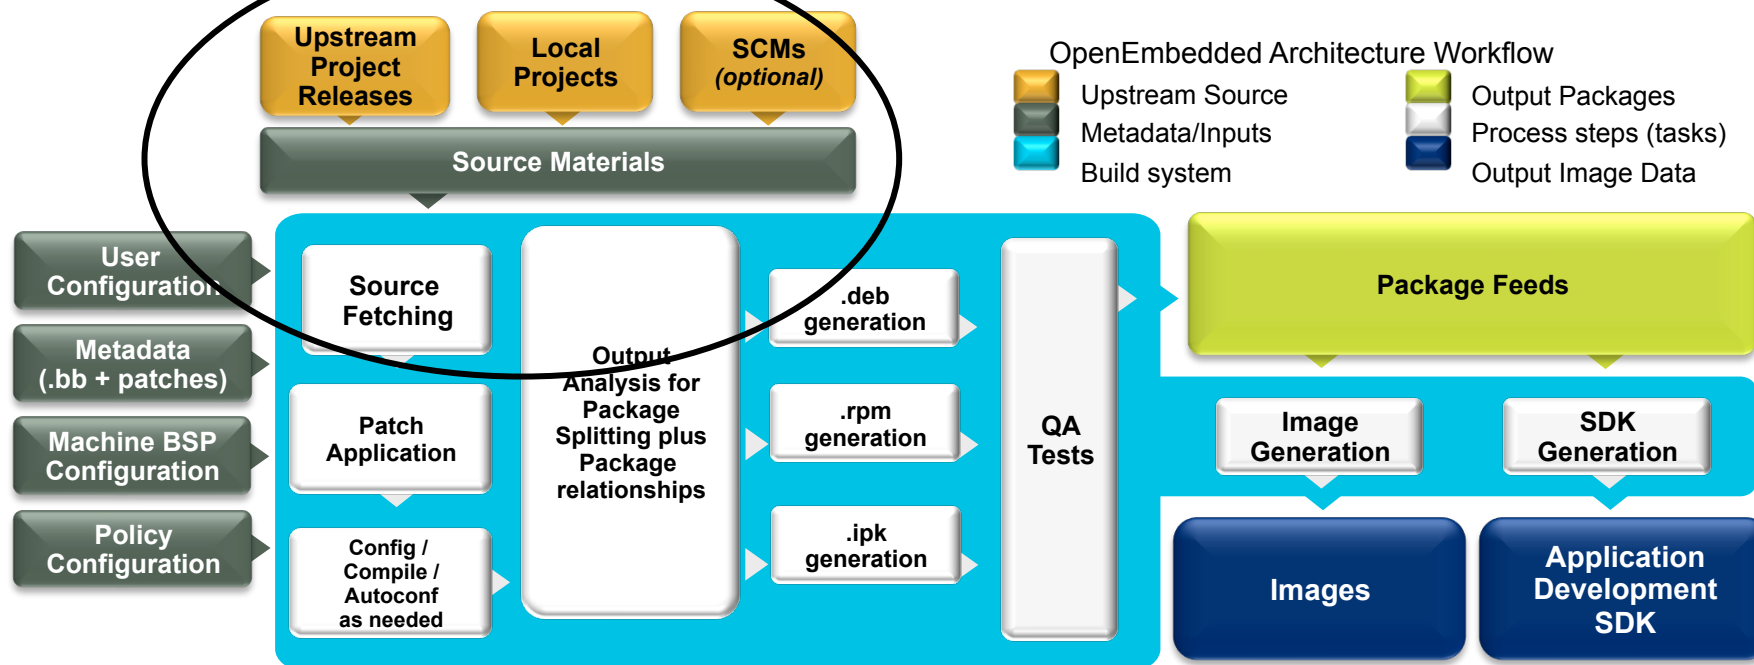 Upstream
Project
Releases
Local
Projects
SCMs
(optional)
Source Materials
OpenEmbedded Architecture Workflow
Upstream Source
Metadata/Inputs
Build system
Output Packages
Process steps (tasks)
Output Image Data
User
Configuration
Metadata
(.bb + patches)
Machine BSP
Configuration
Policy
Configuration
Source
Fetching
Patch
Application
Config /
Compile /
Autoconf
as needed
Output
Analysis for
Package
Splitting plus
Package
relationships
.deb
generation
.rpm
generation
.ipk
generation
QA
Tests
Package Feeds
Image
Generation
SDK
Generation
Images
Application
Development
SDK